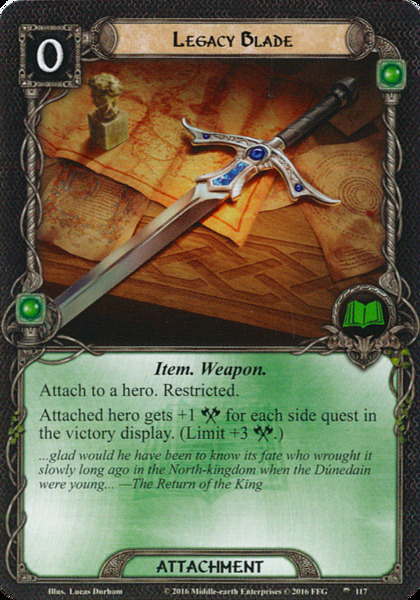 0
LEGACY BLADE
Item. Weapon.
Attach to a hero. Restricted.
Attached hero gets +1 for each side quest in
the victory display. (Limit +3 .)
...glad would he have been to know its fate who wrought it
slowly long ago in the North-kingdom when the Dúnedain
were young... —The Return of the King
ATTACHMENT
Illus. Lucas Durham © 2016 Middle-earth Enterprises © 2016 FFG 117